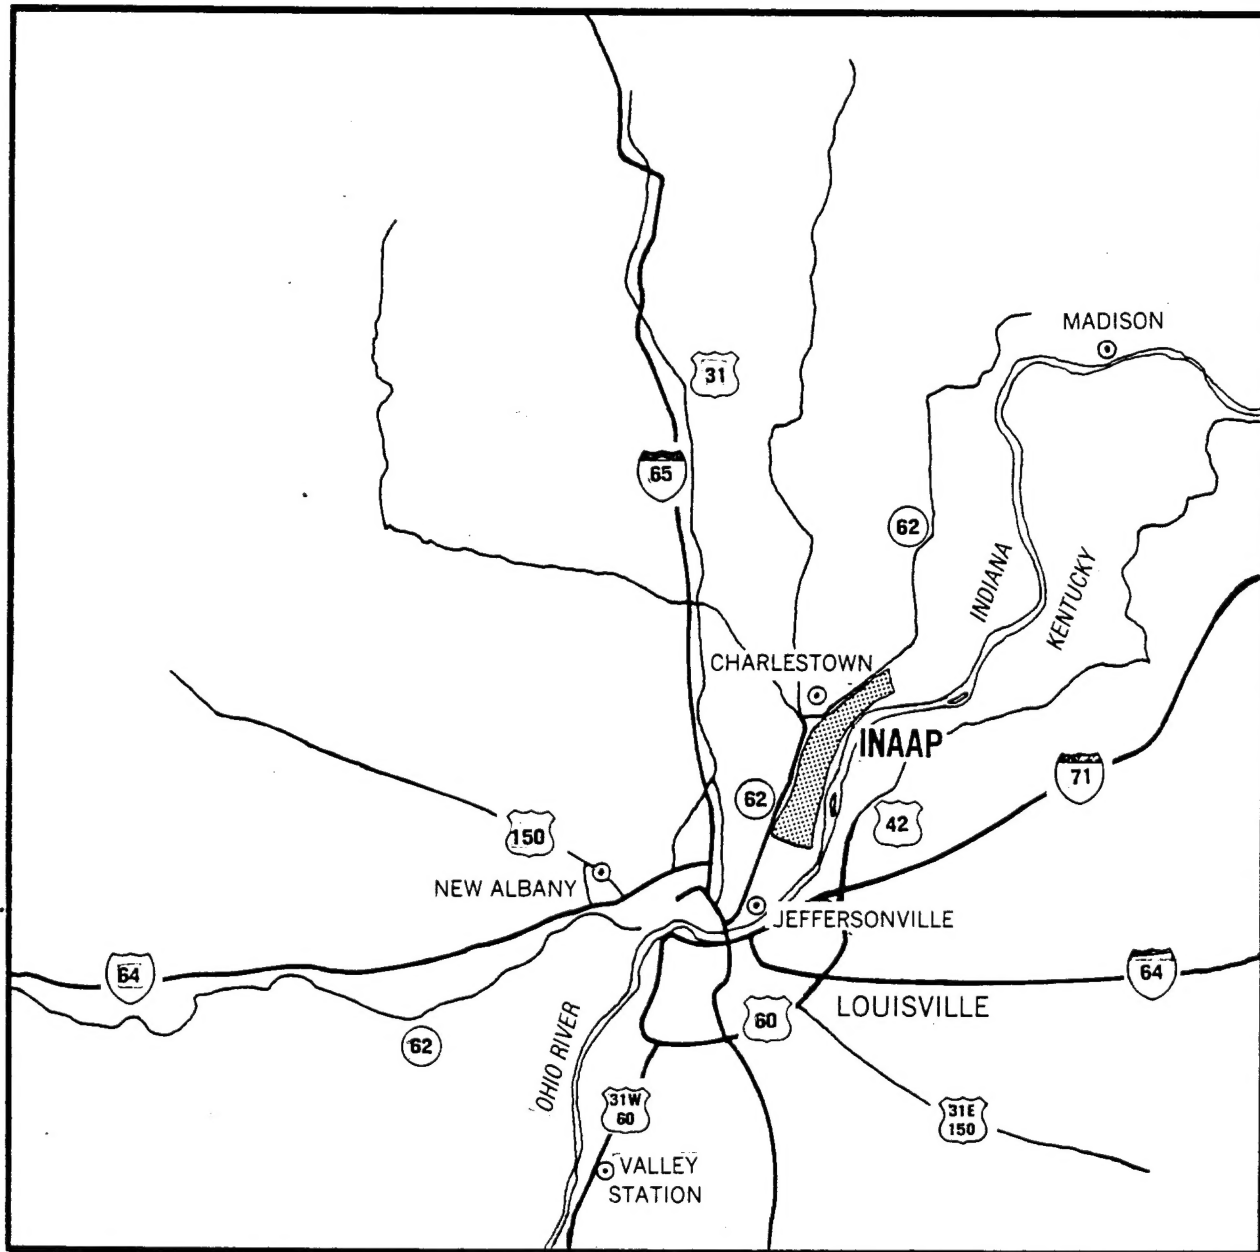 MADISON
31
65
62
INDIANA
KENTUCKY
CHARLESTOWN
INAAP
71
62
42
150
NEW ALBANY
JEFFERSONVILLE
64
64
LOUISVILLE
60
62
OHIO RIVER
31W
60
31E
150
VALLEY
STATION